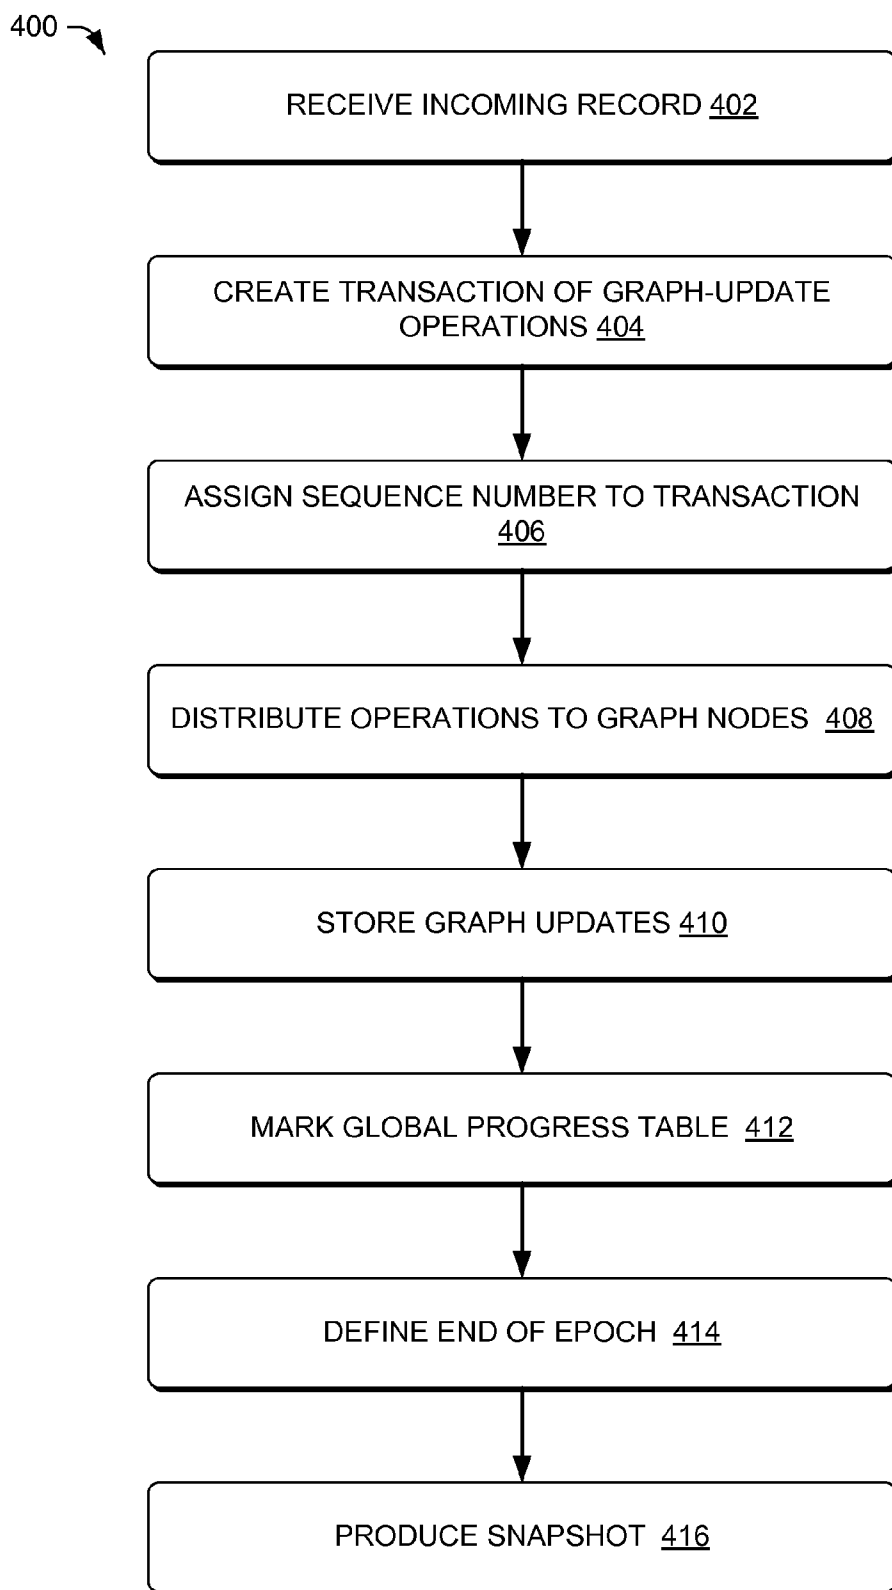 400
RECEIVE INCOMING RECORD 402
CREATE TRANSACTION OF GRAPH-UPDATE
OPERATIONS 404
ASSIGN SEQUENCE NUMBER TO TRANSACTION
406
DISTRIBUTE OPERATIONS TO GRAPH NODES 408
STORE GRAPH UPDATES 410
MARK GLOBAL PROGRESS TABLE 412
DEFINE END OF EPOCH 414
PRODUCE SNAPSHOT 416